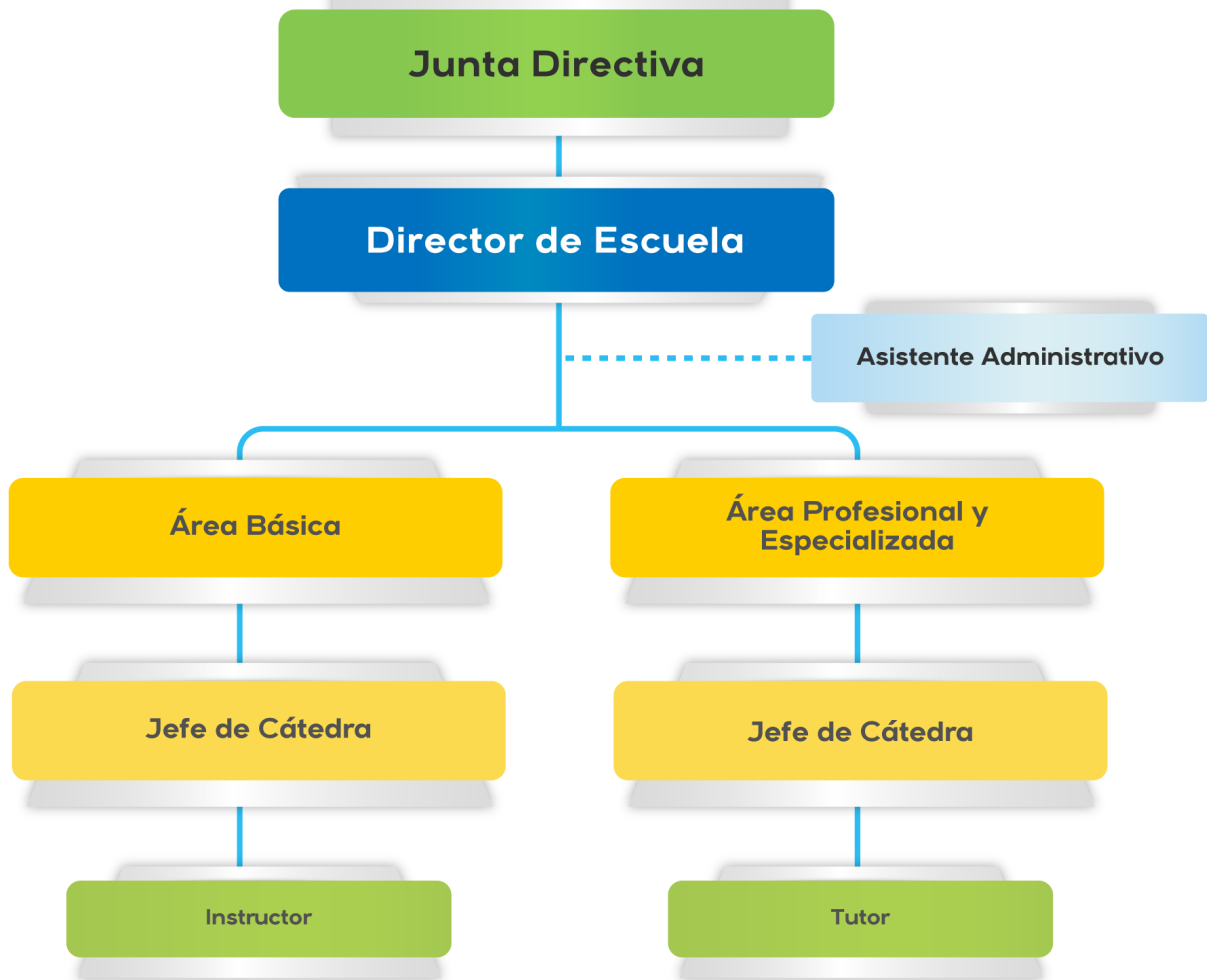 Junta Directiva
Director de Escuela
Asistente Administrativo
Área Básica
Área Profesional y
Especializada
Jefe de Cátedra
Jefe de Cátedra
Instructor
Tutor